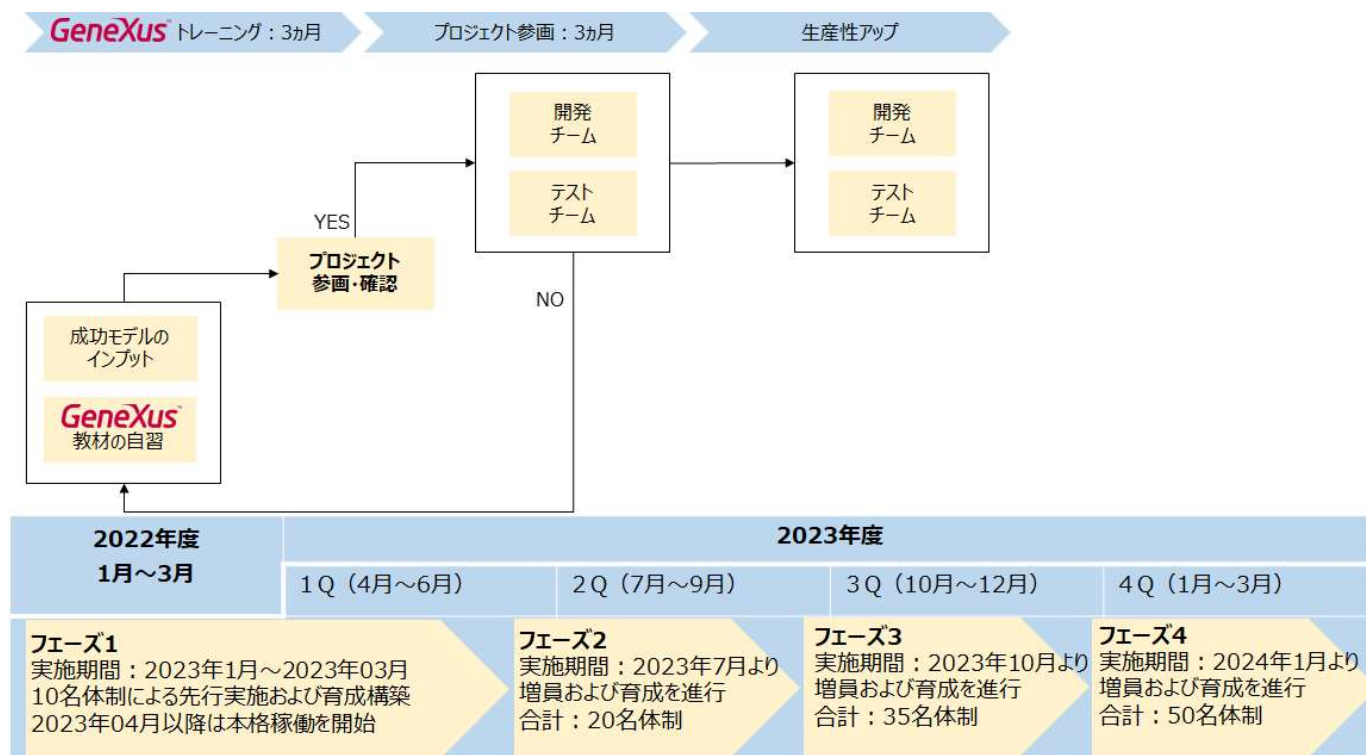 GeneXus™ トレーニング：3ヵ月
プロジェクト参画：3ヵ月
生産性アップ
開発
チーム
テスト
チーム
開発
チーム
テスト
チーム
YES
プロジェクト
参画・確認
NO
成功モデルの
インプット
GeneXus™
教材の自習
2022年度
1月～3月
2023年度
1Q（4月～6月）
2Q（7月～9月）
3Q（10月～12月）
4Q（1月～3月）
フェーズ1
実施期間：2023年1月～2023年03月
10名体制による先行実施および育成構築
2023年04月以降は本格稼働を開始
フェーズ2
実施期間：2023年7月より
増員および育成を進行
合計：20名体制
フェーズ3
実施期間：2023年10月より
増員および育成を進行
合計：35名体制
フェーズ4
実施期間：2024年1月より
増員および育成を進行
合計：50名体制